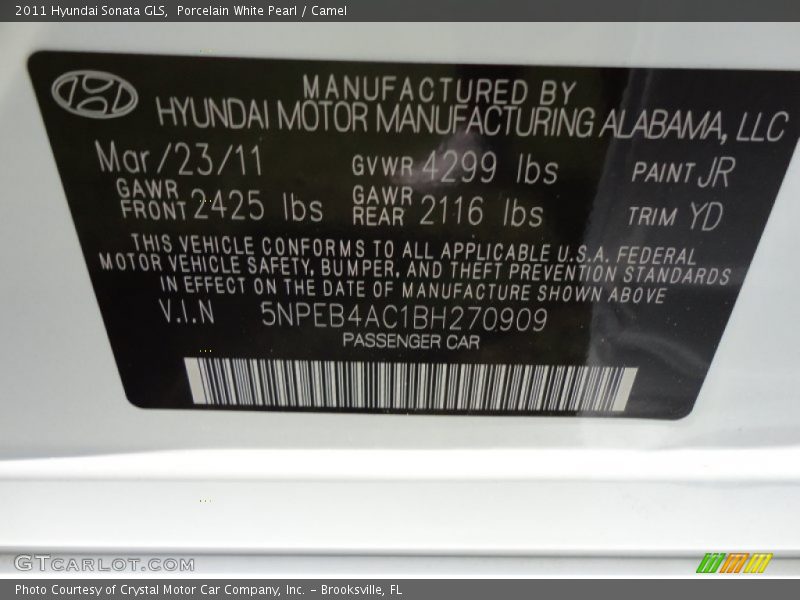 2011 Hyundai Sonata GLS, Porcelain White Pearl / Camel
MANUFACTURED BY
HYUNDAI MOTOR MANUFACTURING ALABAMA, LLC
Mar/23/11 GVWR 4299 lbs PAINT JR
GAWR FRONT 2425 lbs GAWR REAR 2116 lbs TRIM YD
THIS VEHICLE CONFORMS TO ALL APPLICABLE U.S.A. FEDERAL
MOTOR VEHICLE SAFETY, BUMPER, AND THEFT PREVENTION STANDARDS
IN EFFECT ON THE DATE OF MANUFACTURE SHOWN ABOVE
V.I.N 5NPEB4AC1BH270909
PASSENGER CAR
GTCARLOT.COM
Photo Courtesy of Crystal Motor Car Company, Inc. - Brooksville, FL